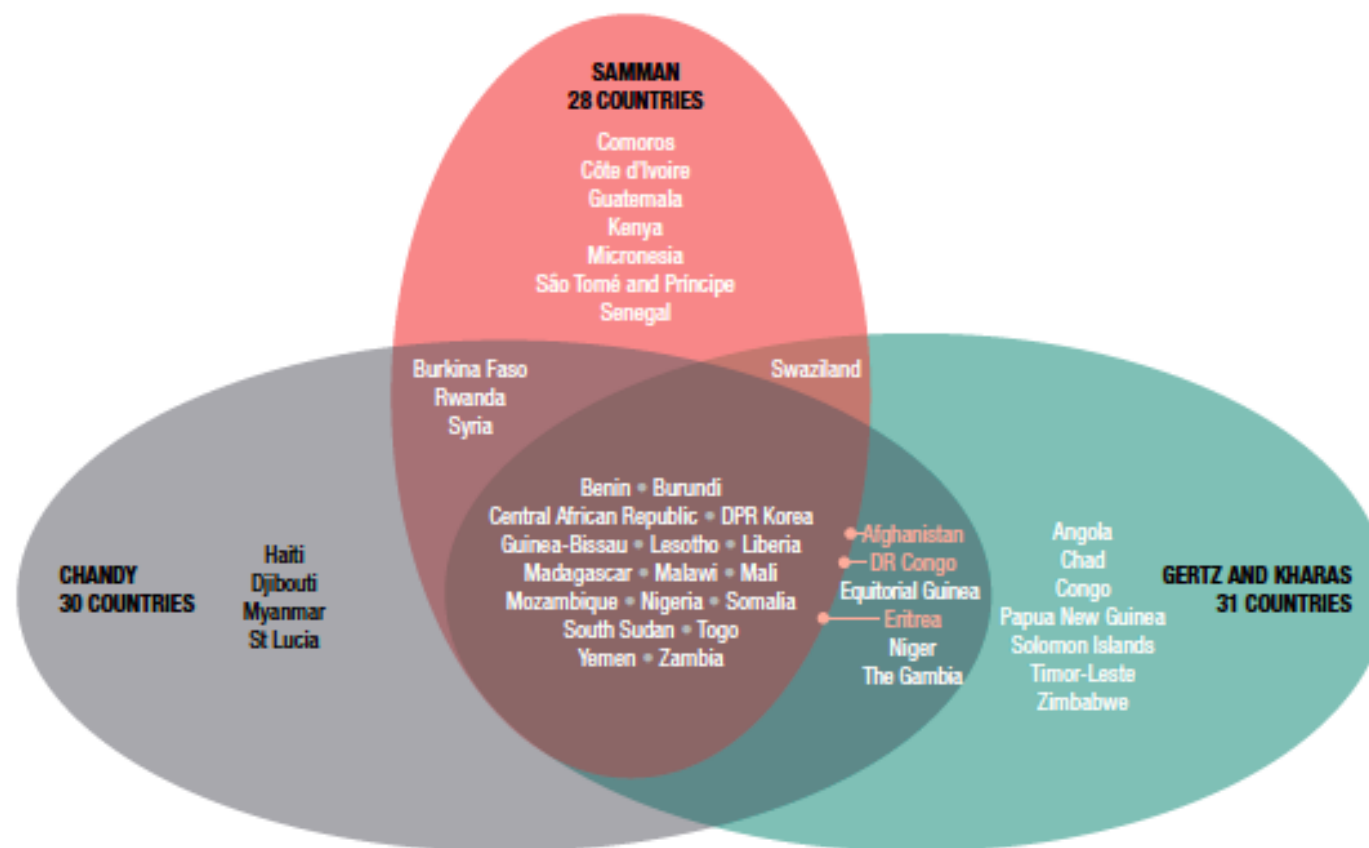 SAMMAN
28 COUNTRIES
Comoros
Côte d'Ivoire
Guatemala
Kenya
Micronesia
São Tomé and Príncipe
Senegal
Burkina Faso
Rwanda
Syria
Swaziland
Benin • Burundi
Central African Republic • DPR Korea
Guinea-Bissau • Lesotho • Liberia
Madagascar • Malawi • Mali
Mozambique • Nigeria • Somalia
South Sudan • Togo
Yemen • Zambia
Afghanistan
DR Congo
Equitorial Guinea
Eritrea
Niger
The Gambia
CHANDY
30 COUNTRIES
Haiti
Djibouti
Myanmar
St Lucia
Angola
Chad
Congo
Papua New Guinea
Solomon Islands
Timor-Leste
Zimbabwe
GERTZ AND KHARAS
31 COUNTRIES